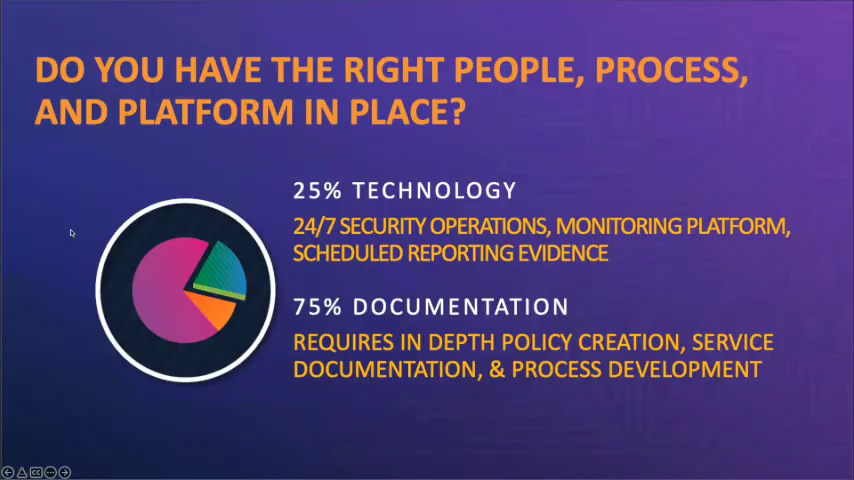 DO YOU HAVE THE RIGHT PEOPLE, PROCESS,
AND PLATFORM IN PLACE?
25% TECHNOLOGY
24/7 SECURITY OPERATIONS, MONITORING PLATFORM,
SCHEDULED REPORTING EVIDENCE
75% DOCUMENTATION
REQUIRES IN DEPTH POLICY CREATION, SERVICE
DOCUMENTATION, & PROCESS DEVELOPMENT